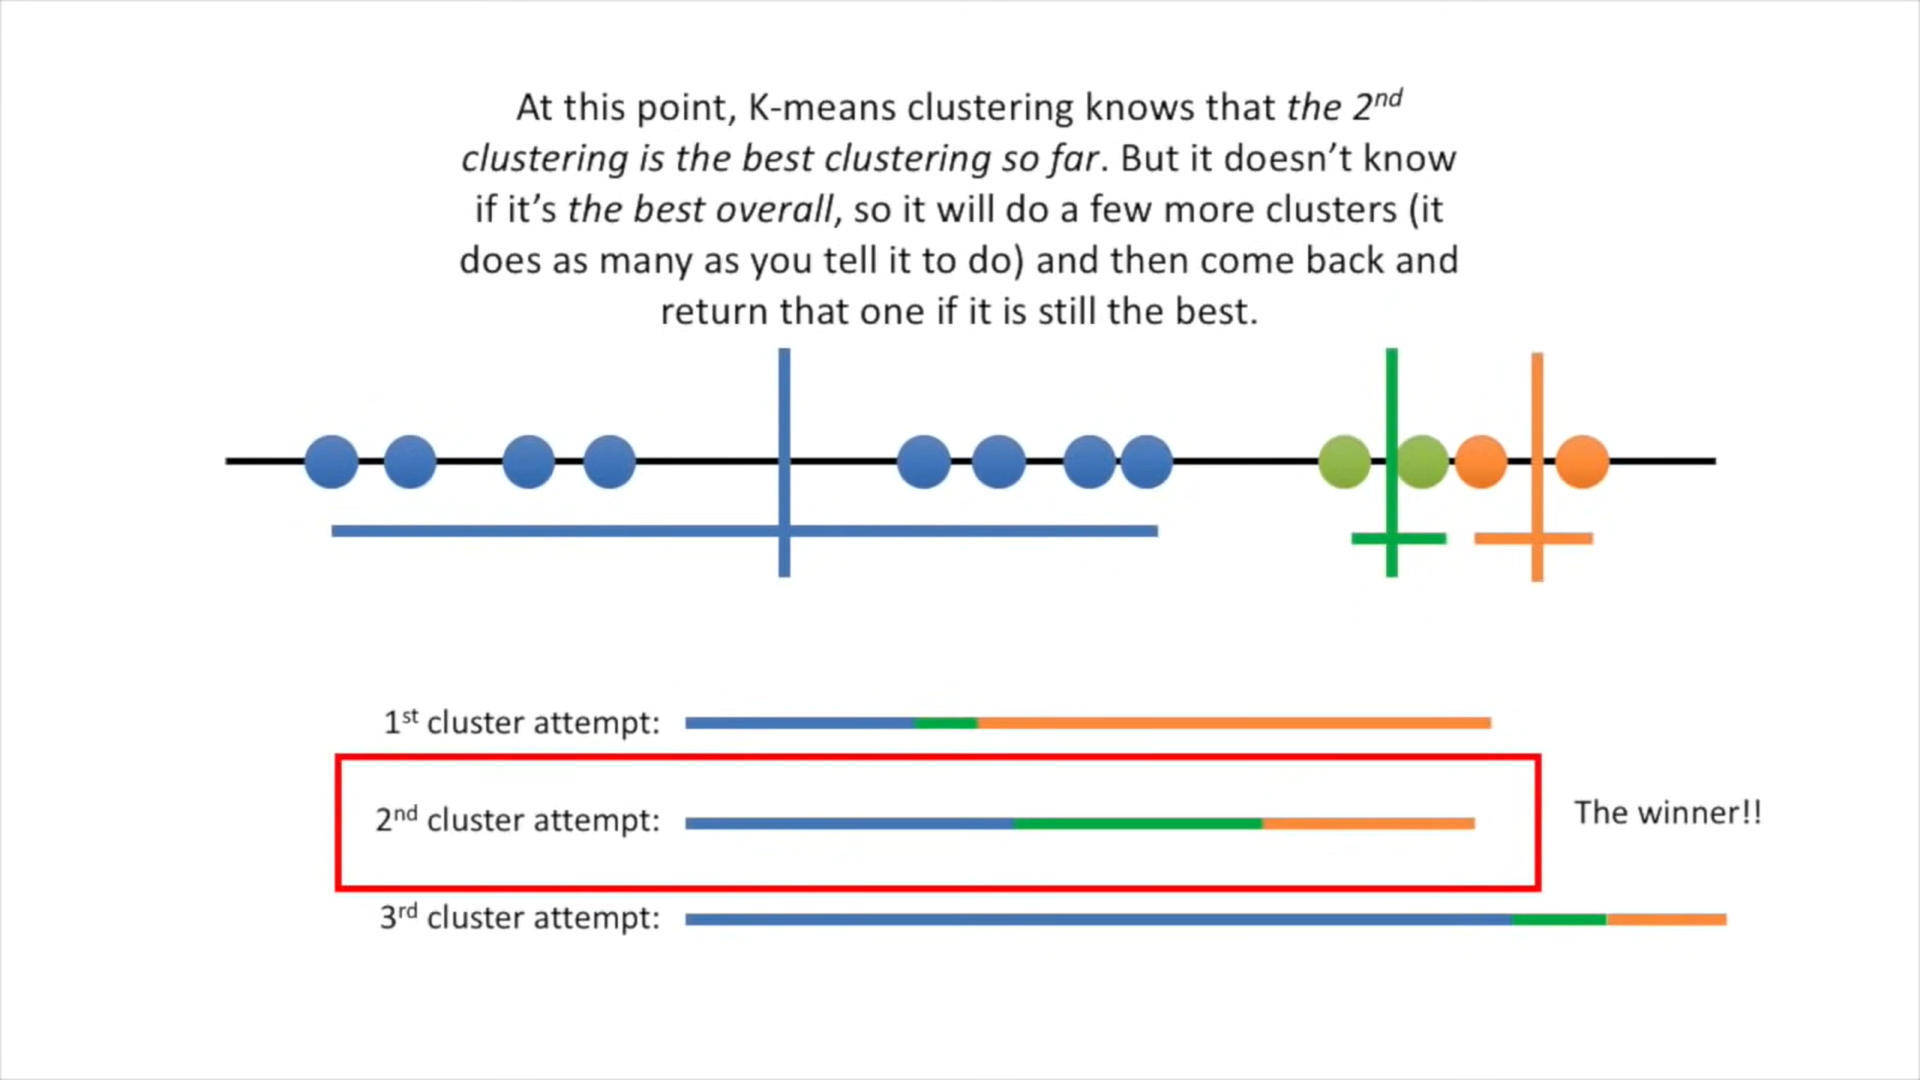 At this point, K-means clustering knows that the 2nd
clustering is the best clustering so far. But it doesn’t know
if it’s the best overall, so it will do a few more clusters (it
does as many as you tell it to do) and then come back and
return that one if it is still the best.
1st cluster attempt:
2nd cluster attempt:
The winner!!
3rd cluster attempt: